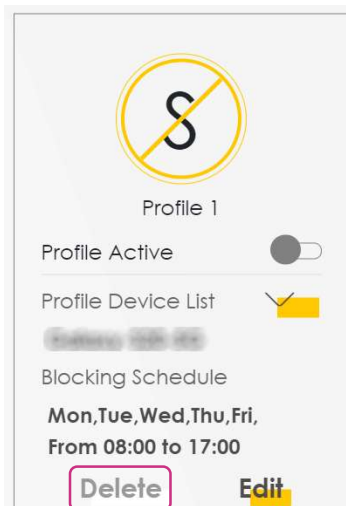 Profile 1
Profile Active
Profile Device List
Blocking Schedule
Mon,Tue,Wed,Thu,Fri,
From 08:00 to 17:00
Delete Edit